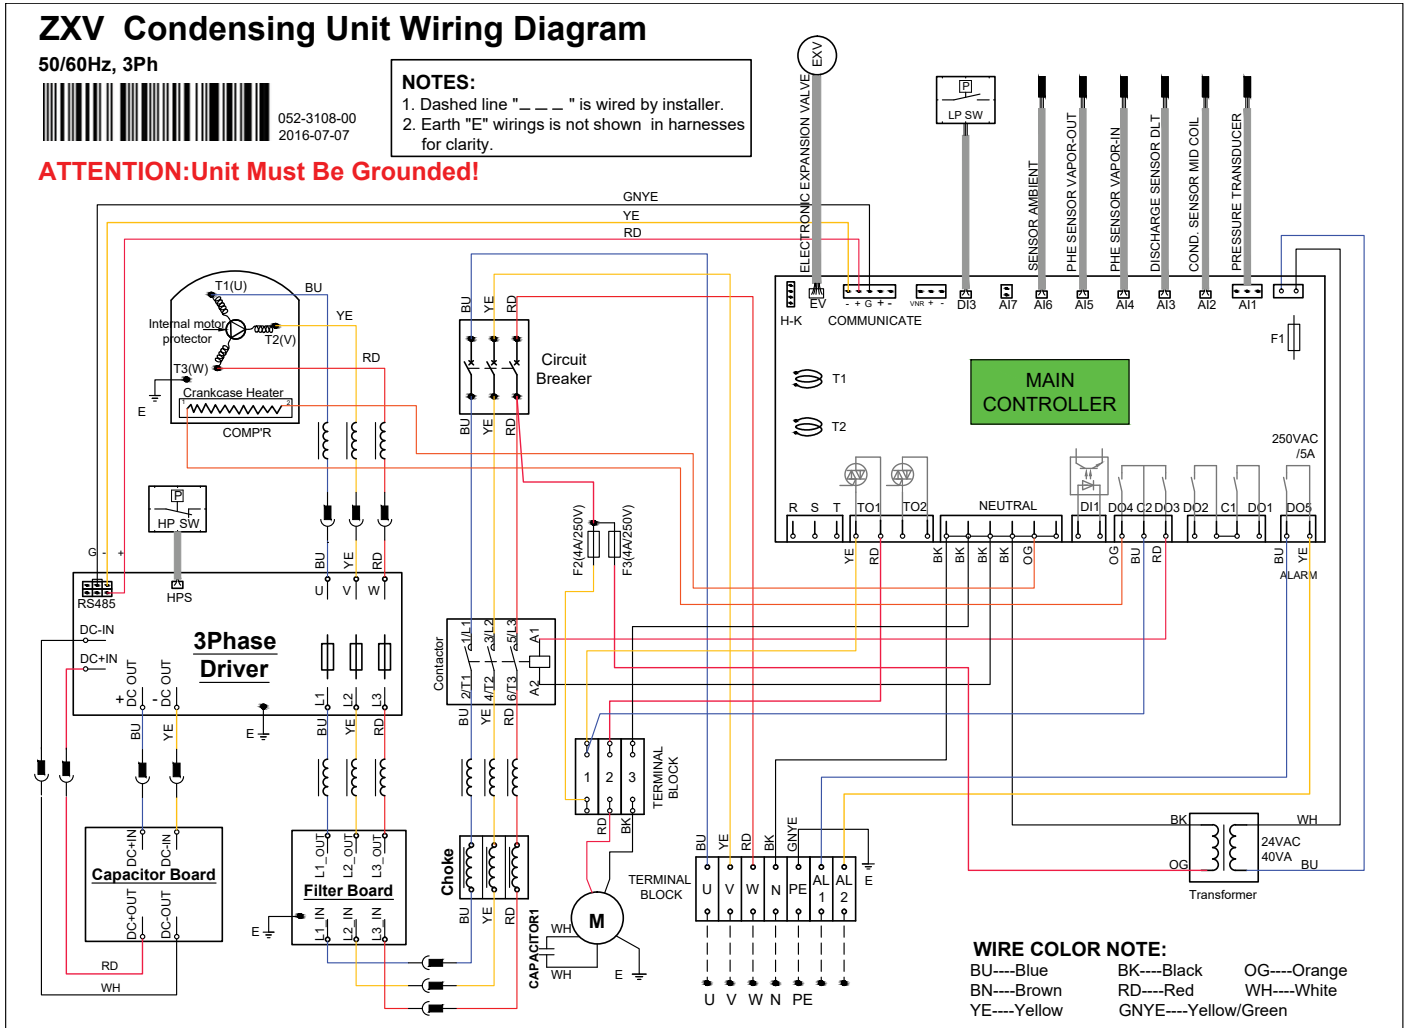 ZXV Condensing Unit Wiring Diagram
50/60Hz, 3Ph
052-3108-00
2016-07-07
ATTENTION:Unit Must Be Grounded!
NOTES:
1. Dashed line "_ _ _ " is wired by installer.
2. Earth "E" wirings is not shown in harnesses
for clarity.
EXV
ELECTRONIC EXPANSION VALVE
P
LP SW
SENSOR AMBIENT
PHE SENSOR VAPOR-OUT
PHE SENSOR VAPOR-IN
DISCHARGE SENSOR DLT
COND. SENSOR MID COIL
PRESSURE TRANSDUCER
GNYE
YE
RD
H-K
EV
- + G + -
COMMUNICATE
VNR + -
DI3
AI7
AI6
AI5
AI4
AI3
AI2
AI1
F1
T1
T2
MAIN
CONTROLLER
250VAC
/5A
R S T
TO1
TO2
NEUTRAL
DI1
DO4 C2 DO3
DO2 C1 DO1
DO5
YE
RD
BK
BK
BK
BK
OG
OG
BU
RD
BU
YE
ALARM
T1(U)
BU
Internal motor
protector
YE
T2(V)
RD
T3(W)
E
Crankcase Heater
1
2
COMP'R
BU
YE
RD
Circuit
Breaker
BU
YE
RD
P
HP SW
HPS
BU
YE
RD
F2(4A/250V)
F3(4A/250V)
G - +
RS485
U V W
DC-IN
DC+IN
3Phase
Driver
+
DC OUT
-
DC OUT
L1
L2
L3
E
BU
YE
BU
YE
RD
Contactor
1/L1
3/L2
5/L3
A1
2/T1
4/T2
6/T3
A2
BU
YE
RD
1 2 3
TERMINAL
BLOCK
RD
BK
DC+IN
DC-IN
Capacitor Board
DC+OUT
DC-OUT
RD
WH
L1_OUT
L2_OUT
L3_OUT
Filter Board
L1_IN
L2_IN
L3_IN
E
Choke
BU
YE
RD
CAPACITOR1
WH
WH
M
E
BU
YE
RD
BK
GNYE
TERMINAL
BLOCK
U V W N PE AL
1 AL
2
E
U V W N PE
BK
WH
24VAC
40VA
OG
BU
Transformer
WIRE COLOR NOTE:
BU----Blue BK----Black OG----Orange
BN----Brown RD----Red WH----White
YE----Yellow GNYE----Yellow/Green